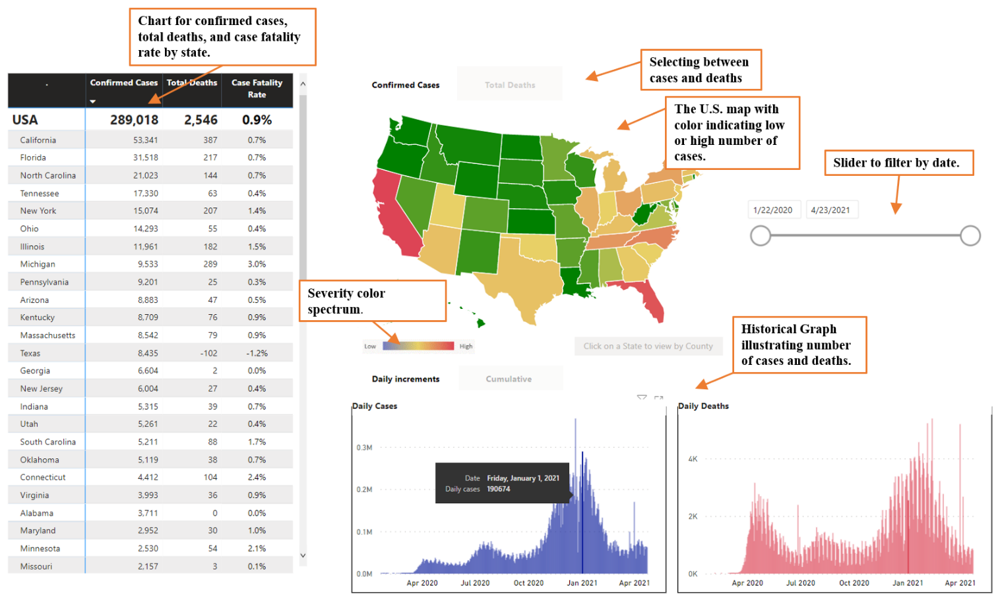 Chart for confirmed cases,
total deaths, and case fatality
rate by state.
Selecting between
cases and deaths
The U.S. map with
color indicating low
or high number of
cases.
Slider to filter by date.
. Confirmed Cases Total Deaths Case Fatality
Rate
USA 289,018 2,546 0.9%
California 53,341 387 0.7%
Florida 31,518 217 0.7%
North Carolina 21,023 144 0.7%
Tennessee 17,330 63 0.4%
New York 15,074 207 1.4%
Ohio 14,293 55 0.4%
Illinois 11,961 182 1.5%
Michigan 9,533 289 3.0%
Pennsylvania 9,201 25 0.3%
Arizona 8,883 47 0.5%
Kentucky 8,709 76 0.9%
Massachusetts 8,542 79 0.9%
Texas 8,435 -102 -1.2%
Georgia 6,604 2 0.0%
New Jersey 6,004 27 0.4%
Indiana 5,315 39 0.7%
Utah 5,261 22 0.4%
South Carolina 5,211 88 1.7%
Oklahoma 5,119 38 0.7%
Connecticut 4,412 104 2.4%
Virginia 3,993 36 0.9%
Alabama 3,711 0 0.0%
Maryland 2,952 30 1.0%
Minnesota 2,530 54 2.1%
Missouri 2,157 3 0.1%
Confirmed Cases Total Deaths
1/22/2020 4/23/2021
Severity color
spectrum.
Low High
Click on a State to view by County
Historical Graph
illustrating number
of cases and deaths.
Daily increments Cumulative
Daily Cases
0.3M
0.2M
0.1M
0.0M
Date Friday, January 1, 2021
Daily cases 190674
Apr 2020 Jul 2020 Oct 2020 Jan 2021 Apr 2021
Daily Deaths
4K
2K
0K
Apr 2020 Jul 2020 Oct 2020 Jan 2021 Apr 2021